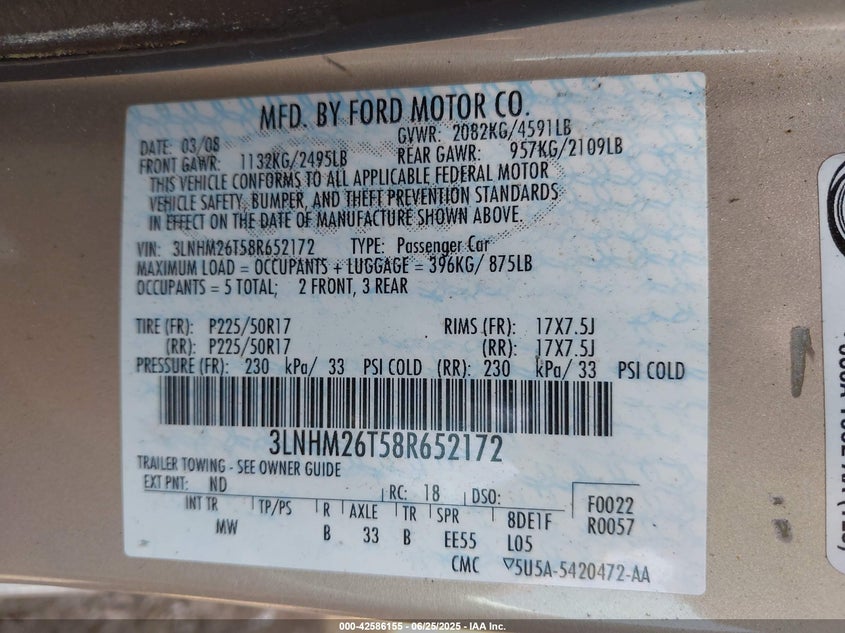 MFD. BY FORD MOTOR CO.
DATE: 03/08 GVWR: 2082KG/4591LB
FRONT GAWR: 1132KG/2495LB REAR GAWR: 957KG/2109LB
THIS VEHICLE CONFORMS TO ALL APPLICABLE FEDERAL MOTOR
VEHICLE SAFETY, BUMPER, AND THEFT PREVENTION STANDARDS
IN EFFECT ON THE DATE OF MANUFACTURE SHOWN ABOVE.
VIN: 3LNHM26T58R652172 TYPE: Passenger Car
MAXIMUM LOAD = OCCUPANTS + LUGGAGE = 396KG/ 875LB
OCCUPANTS = 5 TOTAL; 2 FRONT, 3 REAR
TIRE (FR): P225/50R17 RIMS (FR): 17X7.5J
(RR): P225/50R17 (RR): 17X7.5J
PRESSURE (FR): 230 kPa/ 33 PSI COLD (RR): 230 kPa/ 33 PSI COLD
3LNHM26T58R652172
TRAILER TOWING - SEE OWNER GUIDE
EXT PNT: ND RC: 18 DSO: F0022
INT TR TP/PS R AXLE TR SPR 8DE1F R0057
MW B 33 B EE55 L05
CMC 5U5A-5420472-AA
000-42586155 - 06/25/2025 - IAA Inc.